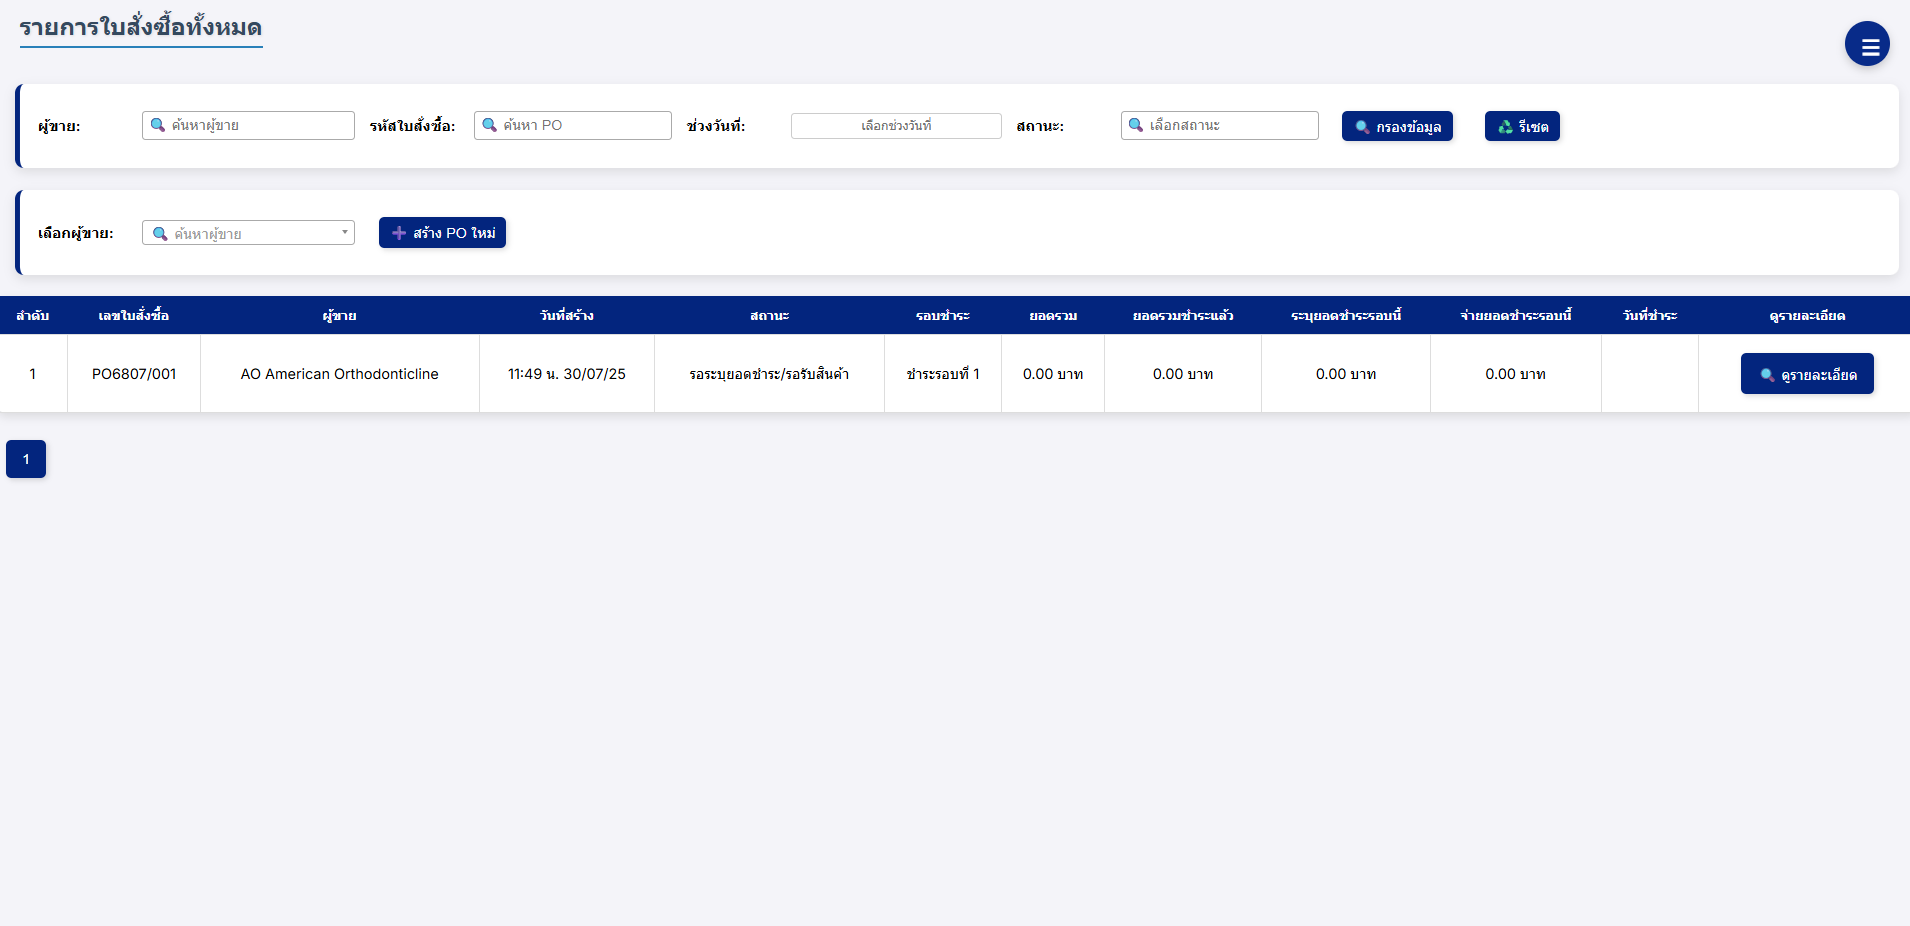 รายการใบสั่งซื้อทั้งหมด
ผู้ขาย: ค้นหาผู้ขาย รหัสใบสั่งซื้อ: ค้นหา PO ช่วงวันที่: เลือกช่วงวันที่ สถานะ: เลือกสถานะ กรองข้อมูล รีเซต
เลือกผู้ขาย: ค้นหาผู้ขาย สร้าง PO ใหม่
ลำดับ เลขใบสั่งซื้อ ผู้ขาย วันที่สร้าง สถานะ รอบชำระ ยอดรวม ยอดรวมชำระแล้ว ระบุยอดชำระรอบนี้ จ่ายยอดชำระรอบนี้ วันที่ชำระ ดูรายละเอียด
1 PO6807/001 AO American Orthodonticline 11:49 น. 30/07/25 รอระบุยอดชำระ/รอรับสินค้า ชำระรอบที่ 1 0.00 บาท 0.00 บาท 0.00 บาท 0.00 บาท ดูรายละเอียด
1